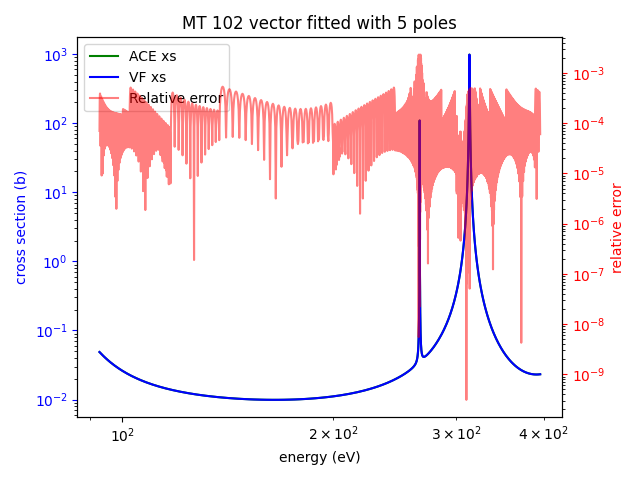 MT 102 vector fitted with 5 poles
ACE xs
VF xs
Relative error
cross section (b)
10³
10²
10¹
10⁰
10⁻¹
10⁻²
10⁻³
10⁻⁴
10⁻⁵
10⁻⁶
10⁻⁷
10⁻⁸
10⁻⁹
relative error
10² 2 × 10² 3 × 10² 4 × 10²
energy (eV)